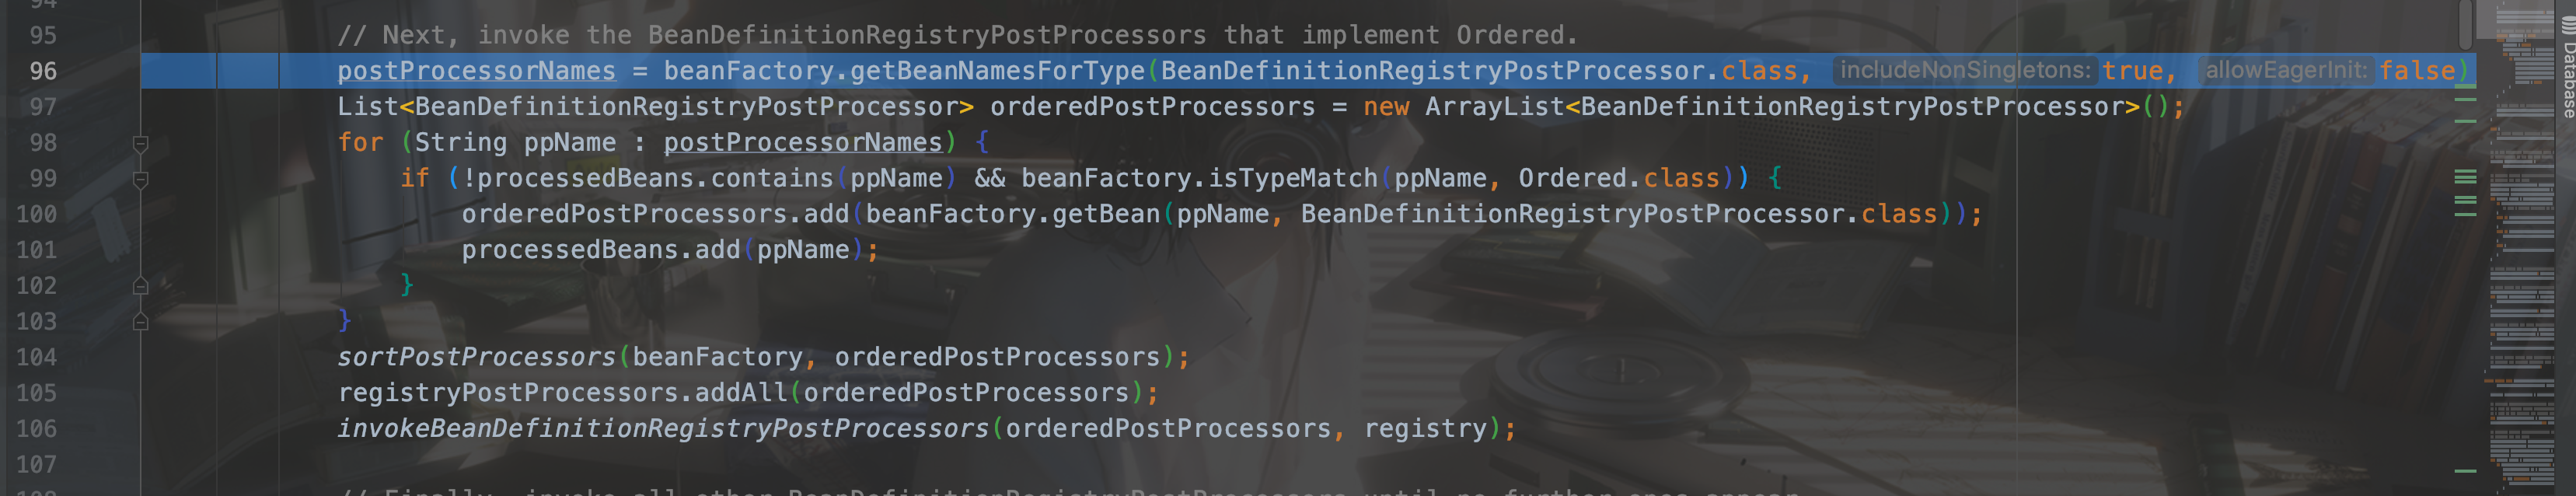 95 // Next, invoke the BeanDefinitionRegistryPostProcessors that implement Ordered.
96 postProcessorNames = beanFactory.getBeanNamesForType(BeanDefinitionRegistryPostProcessor.class, includeNonSingletons: true, allowEagerInit: false)
97 List<BeanDefinitionRegistryPostProcessor> orderedPostProcessors = new ArrayList<BeanDefinitionRegistryPostProcessor>();
98 for (String ppName : postProcessorNames) {
99 if (!processedBeans.contains(ppName) && beanFactory.isTypeMatch(ppName, Ordered.class)) {
100 orderedPostProcessors.add(beanFactory.getBean(ppName, BeanDefinitionRegistryPostProcessor.class));
101 processedBeans.add(ppName);
102 }
103 }
104 sortPostProcessors(beanFactory, orderedPostProcessors);
105 registryPostProcessors.addAll(orderedPostProcessors);
106 invokeBeanDefinitionRegistryPostProcessors(orderedPostProcessors, registry);
107
Database